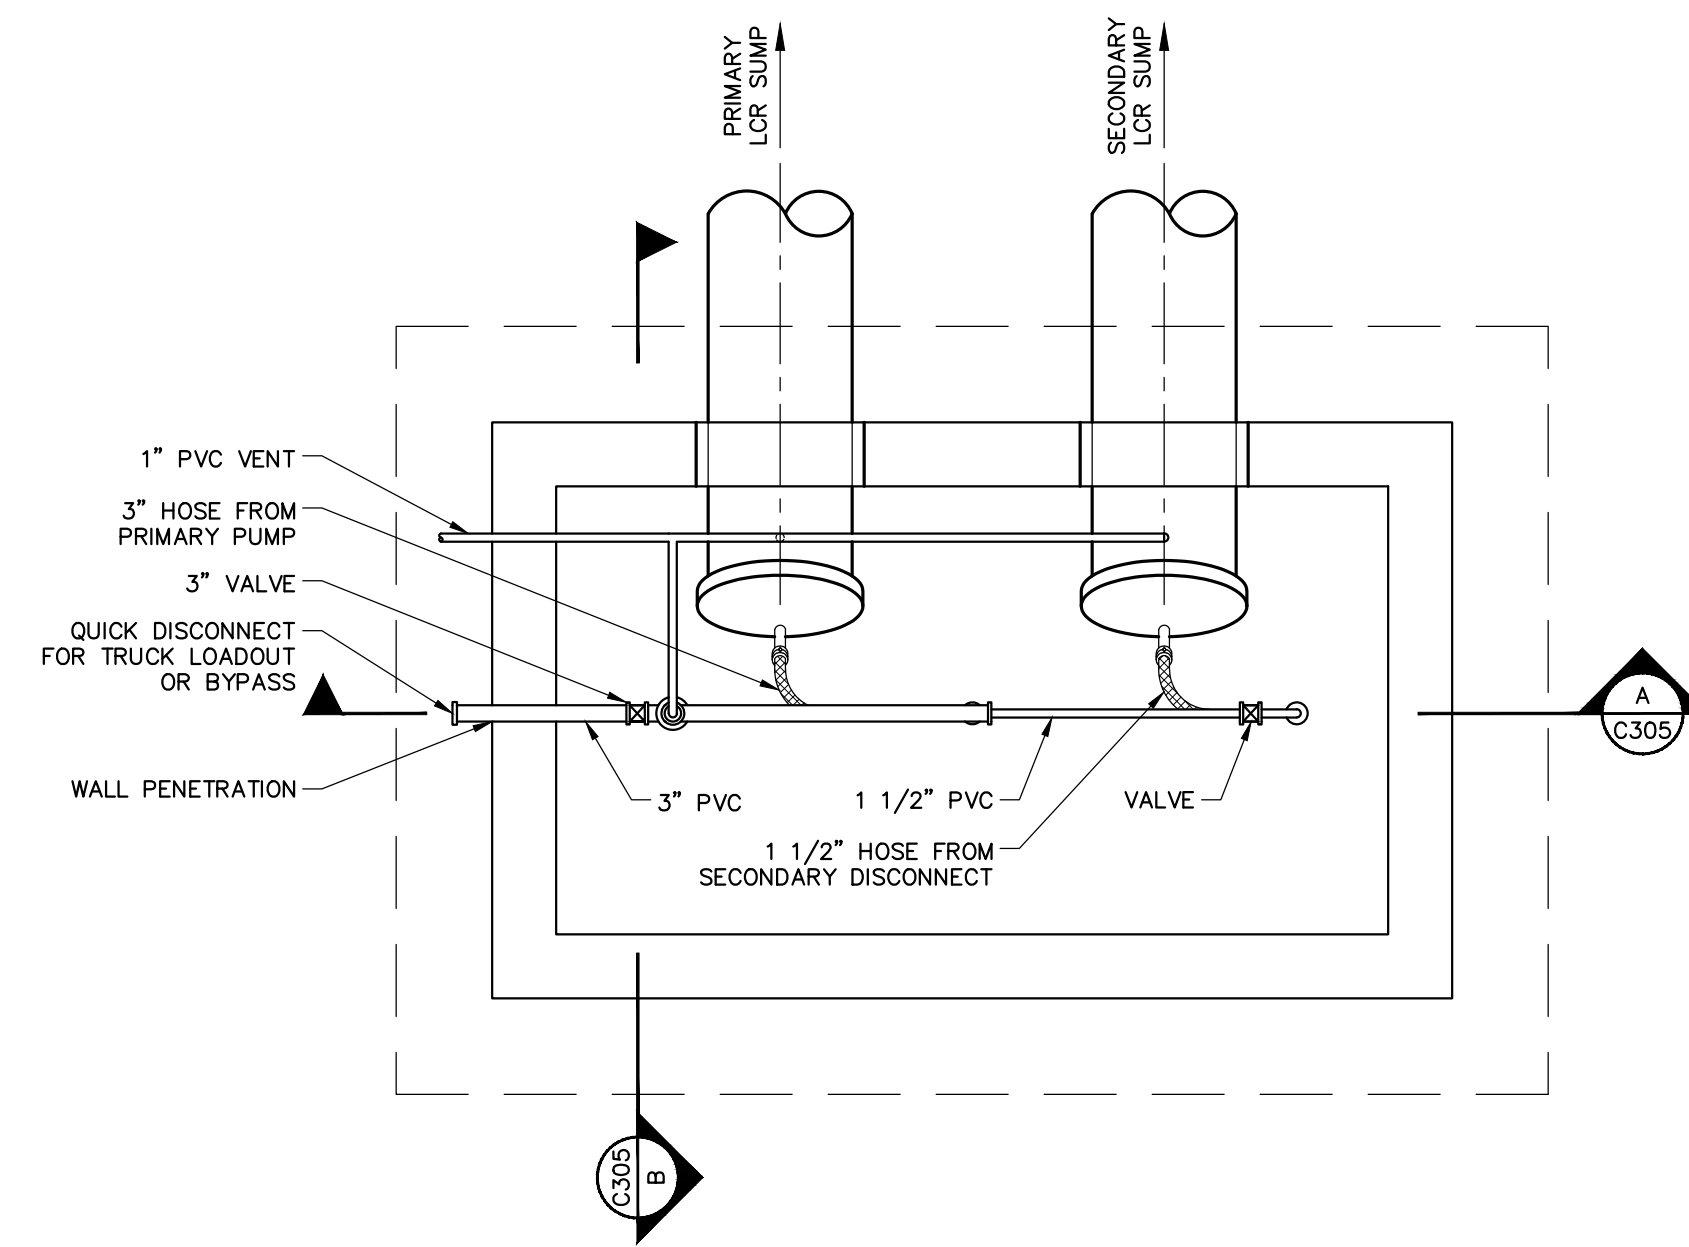 PRIMARY
LCR SUMP
SECONDARY
LCR SUMP
1” PVC VENT
3” HOSE FROM
PRIMARY PUMP
3” VALVE
QUICK DISCONNECT
FOR TRUCK LOADOUT
OR BYPASS
WALL PENETRATION
3” PVC
1 1/2” PVC
VALVE
1 1/2” HOSE FROM
SECONDARY DISCONNECT
A
C305
C305
B